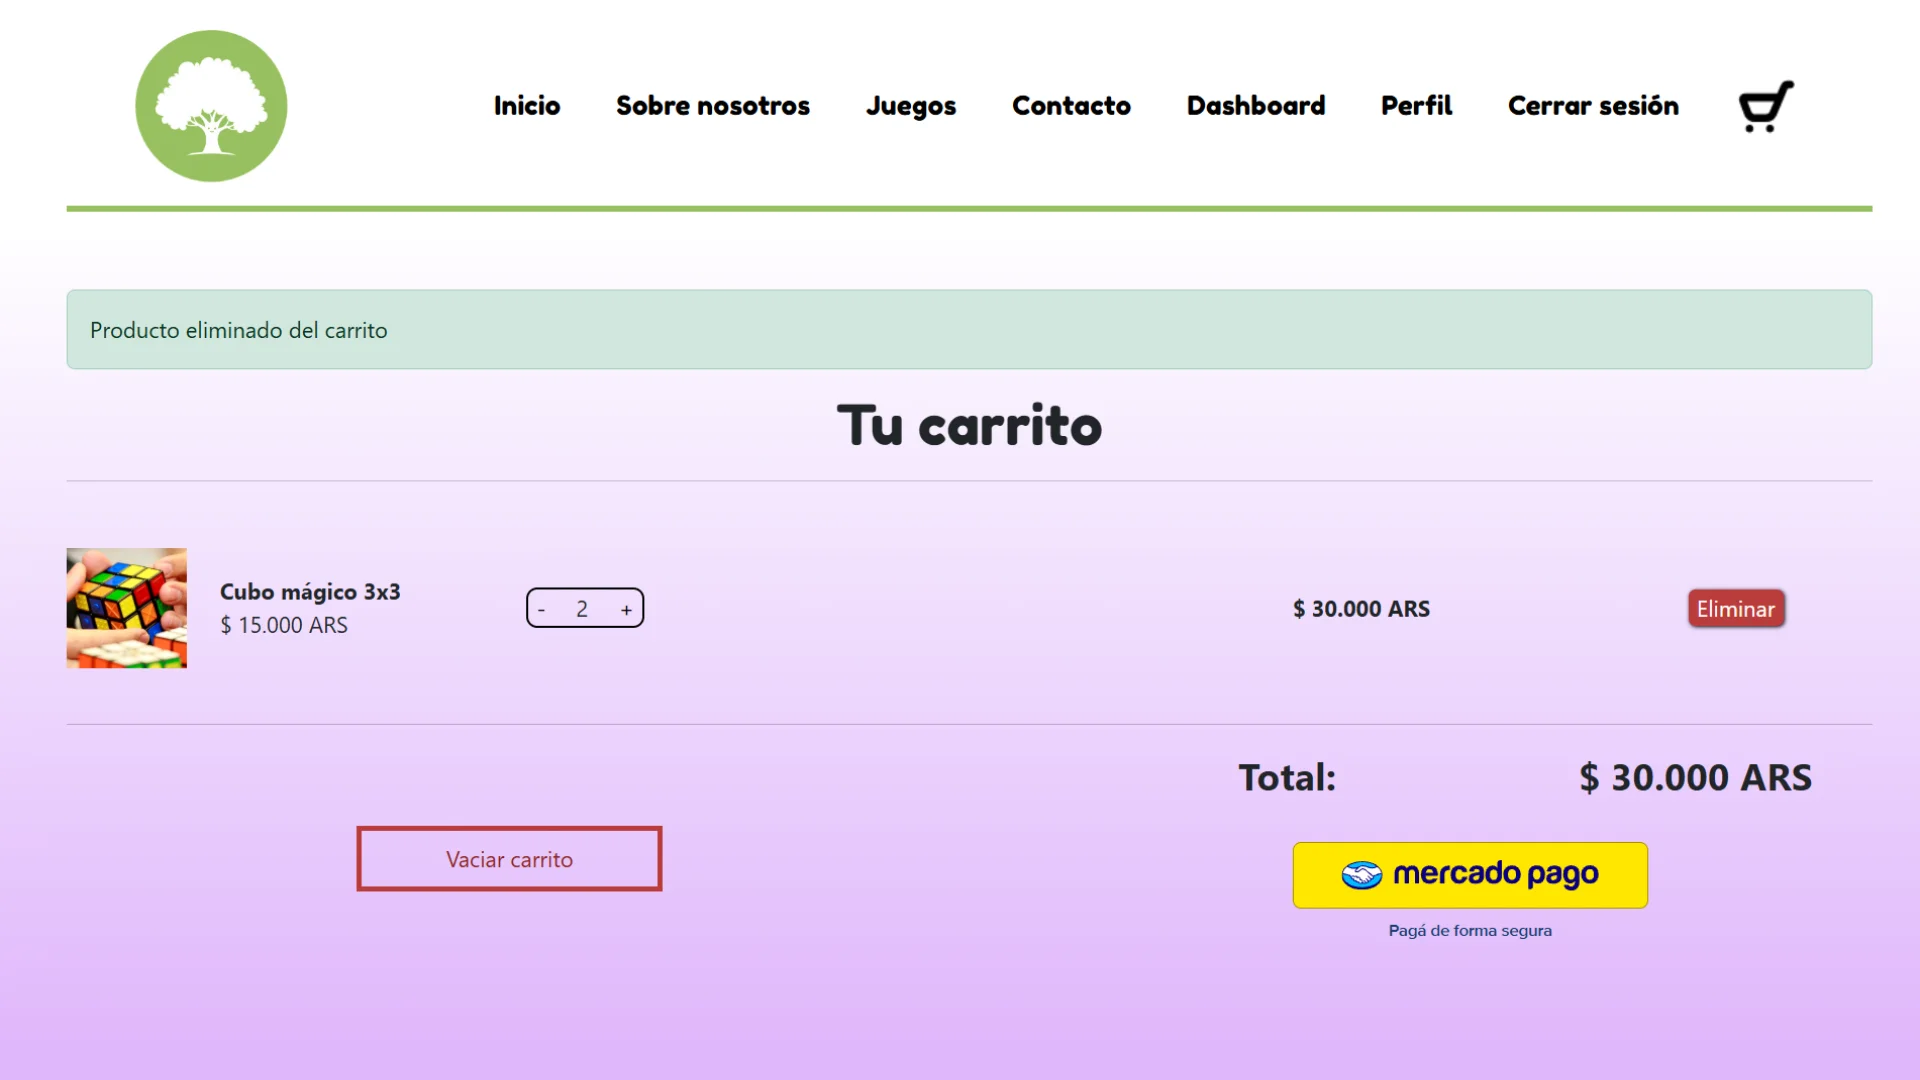 Inicio
Sobre nosotros
Juegos
Contacto
Dashboard
Perfil
Cerrar sesión
Producto eliminado del carrito
Tu carrito
Cubo mágico 3x3
$ 15.000 ARS
- 2 +
$ 30.000 ARS
Eliminar
Total:
$ 30.000 ARS
Vaciar carrito
mercado pago
Pagá de forma segura